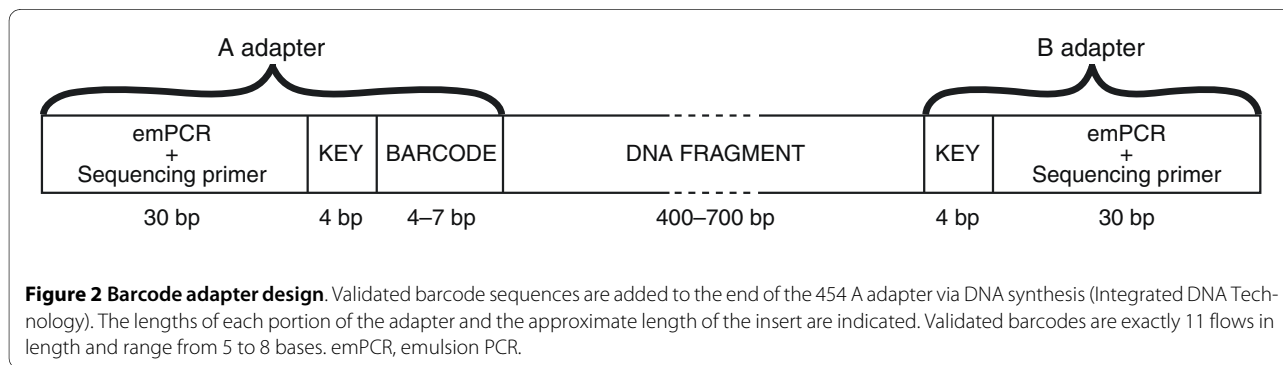 A adapter
B adapter
emPCR
+
Sequencing primer
KEY
BARCODE
DNA FRAGMENT
KEY
emPCR
+
Sequencing primer
30 bp
4 bp
4–7 bp
400–700 bp
4 bp
30 bp
Figure 2 Barcode adapter design. Validated barcode sequences are added to the end of the 454 A adapter via DNA synthesis (Integrated DNA Tech-
nology). The lengths of each portion of the adapter and the approximate length of the insert are indicated. Validated barcodes are exactly 11 flows in
length and range from 5 to 8 bases. emPCR, emulsion PCR.